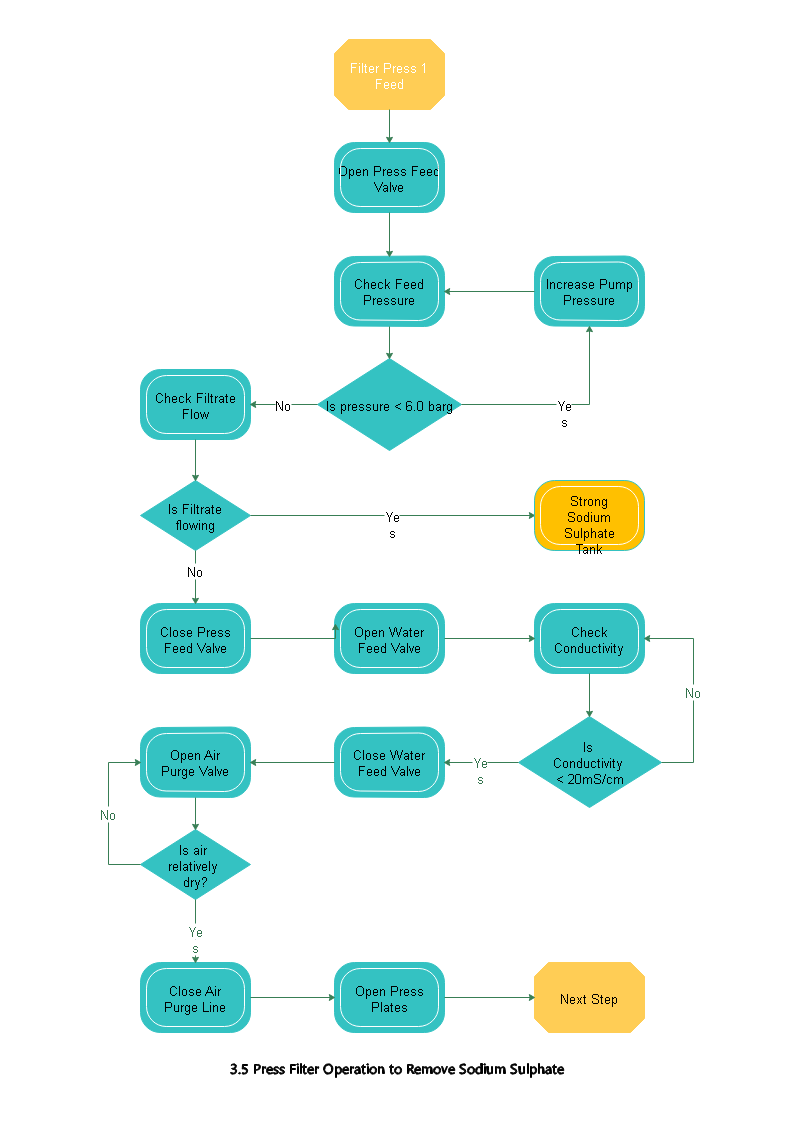 Filter Press 1
Feed
Open Press Feed
Valve
Check Feed
Pressure
Increase Pump
Pressure
Check Filtrate
Flow
No
Is pressure < 6.0 barg
Ye
s
Is Filtrate
flowing
Ye
s
Strong
Sodium
Sulphate
Tank
No
Close Press
Feed Valve
Open Water
Feed Valve
Check
Conductivity
No
Open Air
Purge Valve
Close Water
Feed Valve
Ye
s
Is
Conductivity
< 20mS/cm
No
Is air
relatively
dry?
Ye
s
Close Air
Purge Line
Open Press
Plates
Next Step
3.5 Press Filter Operation to Remove Sodium Sulphate